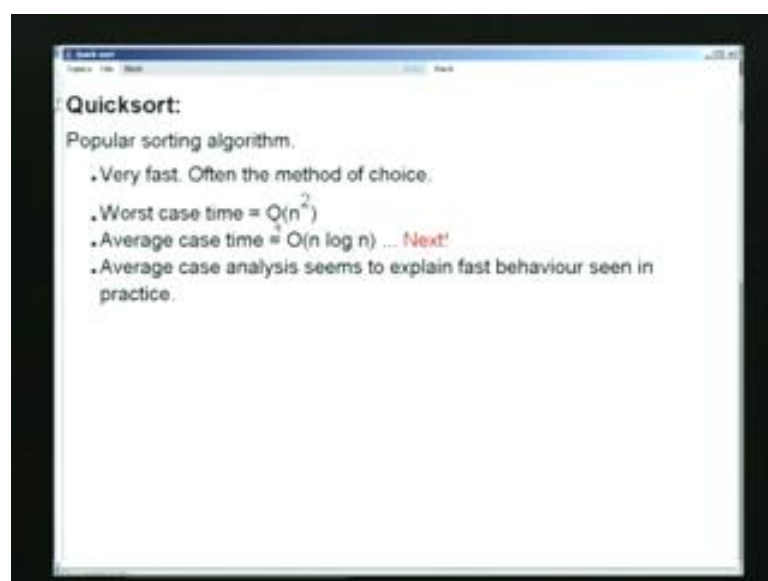 Quicksort:
Popular sorting algorithm.
• Very fast. Often the method of choice.
• Worst case time = O(n²)
• Average case time = O(n log n) ... Next!
• Average case analysis seems to explain fast behaviour seen in
practice.